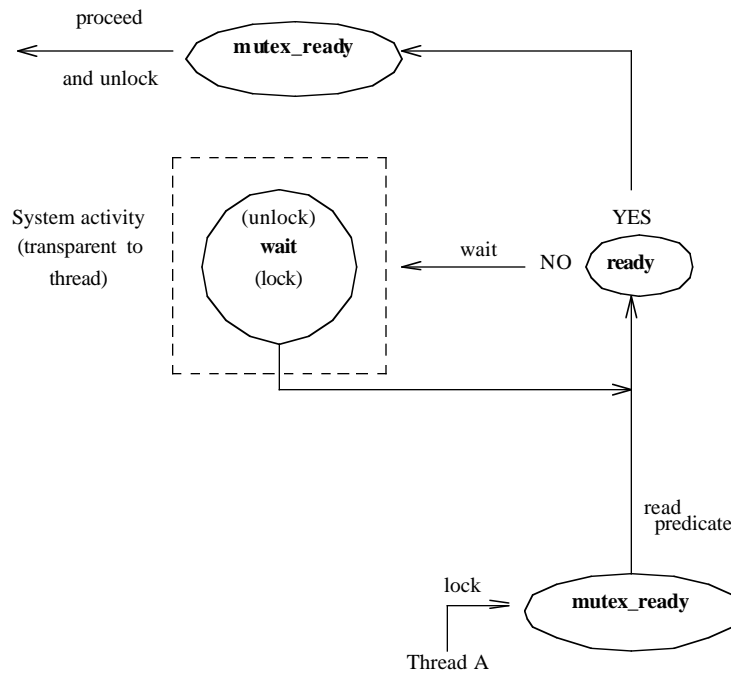 proceed
mutex_ready
and unlock
System activity
(transparent to
thread)
(unlock)
wait
(lock)
wait
NO
YES
ready
read
predicate
lock
mutex_ready
Thread A